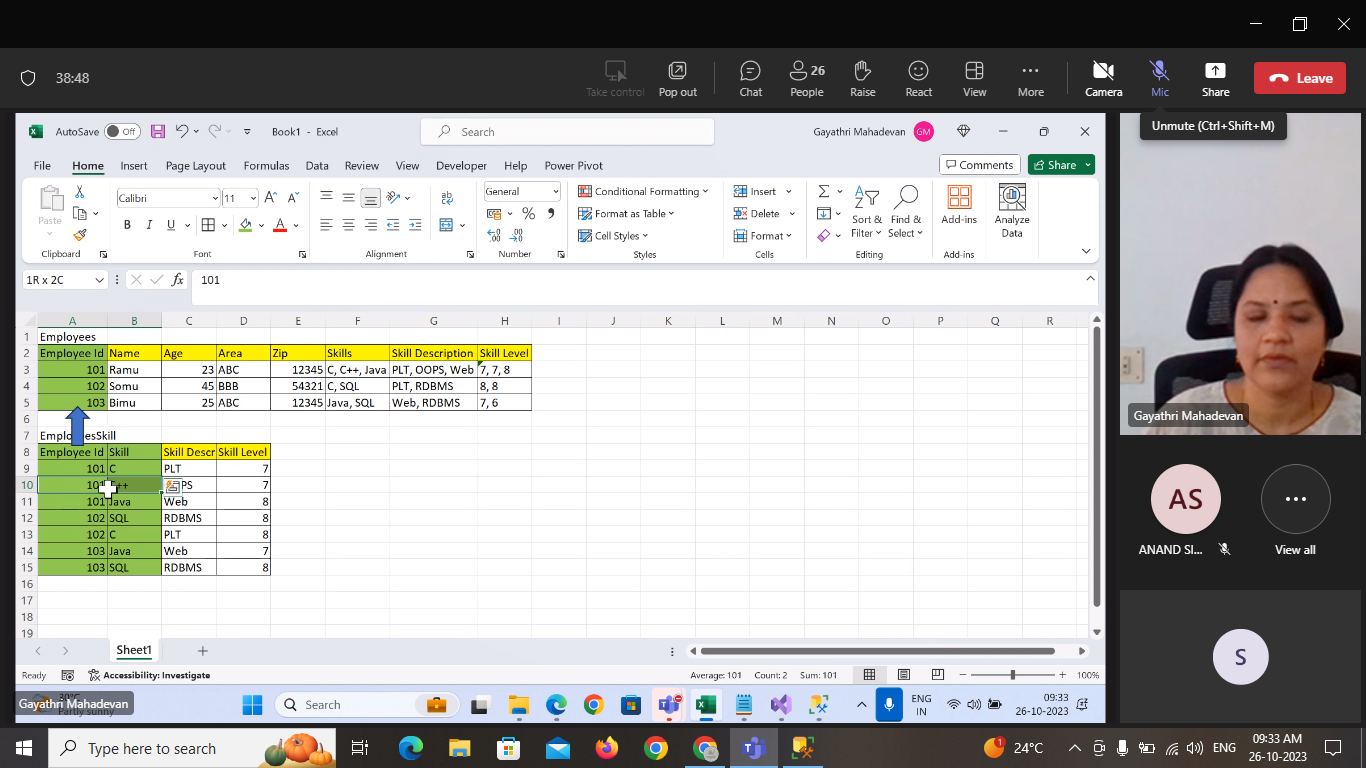 38:48
Take control
Pop out
Chat
26
People
Raise
React
View
More
Camera
Mic
Share
Leave
Unmute (Ctrl+Shift+M)
AutoSave Off Book1 - Excel Search Gayathri Mahadevan GM
File Home Insert Page Layout Formulas Data Review View Developer Help Power Pivot Comments Share
Paste
Clipboard
Calibri 11
B I U
Font
ab
Alignment
General
Number
Conditional Formatting
Format as Table
Cell Styles
Styles
Insert
Delete
Format
Cells
Sort & Filter
Find & Select
Editing
Add-ins
Add-ins
Analyze Data
1R x 2C fx 101
A B C D E F G H I J K L M N O P Q R
1 Employees
2 Employee Id Name Age Area Zip Skills Skill Description Skill Level
3 101 Ramu 23 ABC 12345 C, C++, Java PLT, OOPS, Web 7, 7, 8
4 102 Somu 45 BBB 54321 C, SQL PLT, RDBMS 8, 8
5 103 Bimu 25 ABC 12345 Java, SQL Web, RDBMS 7, 6
6
7
8 Employee Id Skill Skill Descr Skill Level
9 101 C PLT 7
10 7
11 101 Java Web 8
12 102 SQL RDBMS 8
13 102 C PLT 8
14 103 Java Web 7
15 103 SQL RDBMS 8
16
17
18
19
Sheet1
Ready Accessibility: Investigate Average: 101 Count: 2 Sum: 101 100%
Gayathri Mahadevan
Partly sunny
Search
ENG
IN
09:33
26-10-2023
Gayathri Mahadevan
AS
ANAND SI...
View all
S
Type here to search
1
24°C
ENG
09:33 AM
26-10-2023